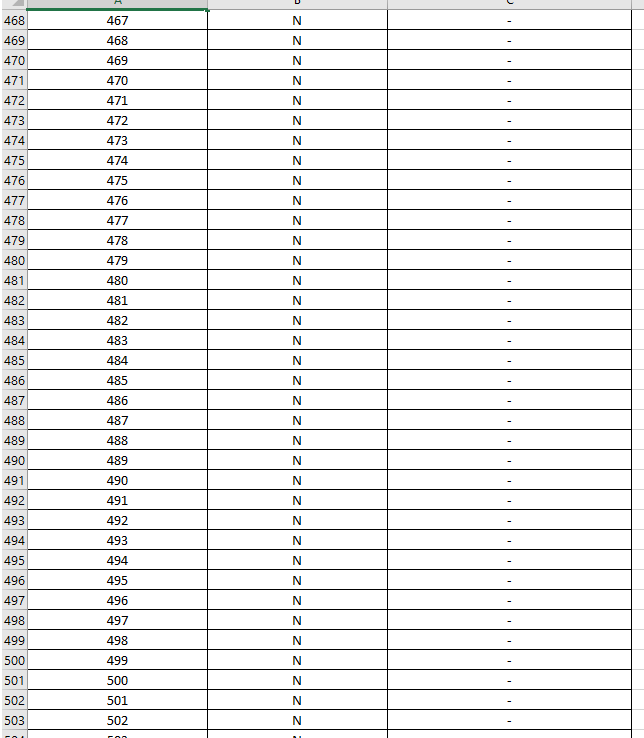 A B C
468 467 N -
469 468 N -
470 469 N -
471 470 N -
472 471 N -
473 472 N -
474 473 N -
475 474 N -
476 475 N -
477 476 N -
478 477 N -
479 478 N -
480 479 N -
481 480 N -
482 481 N -
483 482 N -
484 483 N -
485 484 N -
486 485 N -
487 486 N -
488 487 N -
489 488 N -
490 489 N -
491 490 N -
492 491 N -
493 492 N -
494 493 N -
495 494 N -
496 495 N -
497 496 N -
498 497 N -
499 498 N -
500 499 N -
501 500 N -
502 501 N -
503 502 N -